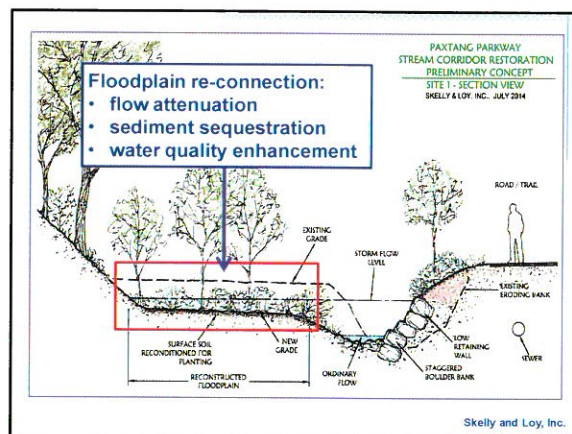 PAXTANG PARKWAY
STREAM CORRIDOR RESTORATION
PRELIMINARY CONCEPT
SITE 1 - SECTION VIEW
SKELLY & LOY, INC., JULY 2014
Floodplain re-connection:
• flow attenuation
• sediment sequestration
• water quality enhancement
ROAD / TRAIL
EXISTING
GRADE
STORM FLOW
LEVEL
EXISTING
ERODING BANK
SURFACE SOIL
RECONDITIONED FOR
PLANTING
NEW
GRADE
RECONSTRUCTED
FLOODPLAIN
ORDINARY
FLOW
LOW
RETAINING
WALL
STAGGERED
BOULDER BANK
SEWER
Skelly and Loy, Inc.